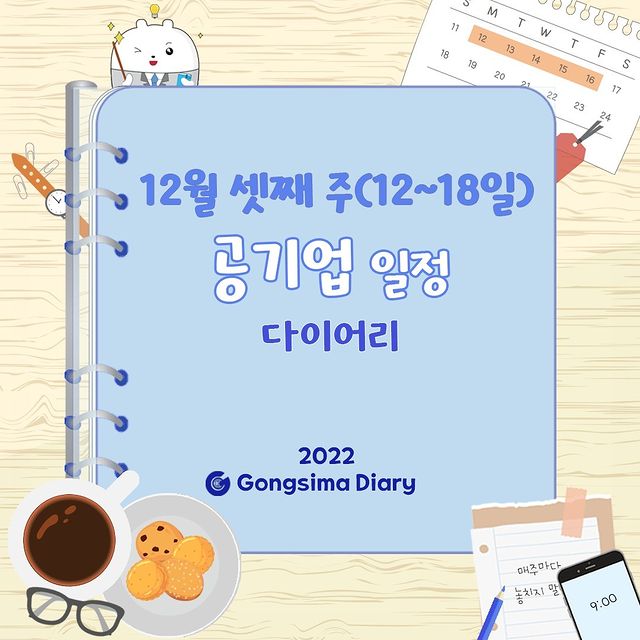 S M T W T F S
11 12 13 14 15 16 17
18 19 20 21 22 23 24
12월 셋째 주(12~18일)
공기업 일정
다이어리
2022
Gongsima Diary
매주마다
놓치지 말
9:00